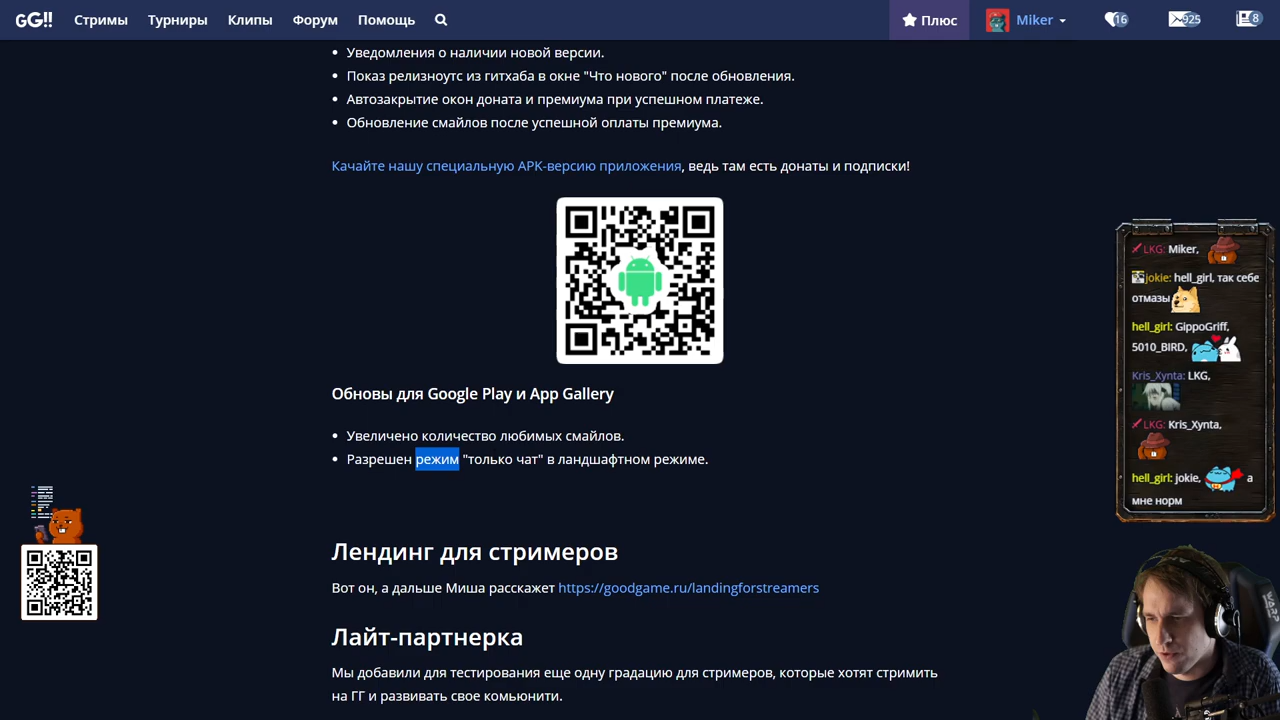 GG!! Стримы Турниры Клипы Форум Помощь Плюс Miker 16 925 8
Уведомления о наличии новой версии.
Показ релизноутс из гитхаба в окне "Что нового" после обновления.
Автозакрытие окон доната и премиума при успешном платеже.
Обновление смайлов после успешной оплаты премиума.
Качайте нашу специальную APK-версию приложения, ведь там есть донаты и подписки!
Обновы для Google Play и App Gallery
Увеличено количество любимых смайлов.
Разрешен режим "только чат" в ландшафтном режиме.
Лендинг для стримеров
Вот он, а дальше Миша расскажет https://goodgame.ru/landingforstreamers
Лайт-партнерка
Мы добавили для тестирования еще одну градацию для стримеров, которые хотят стримить
на ГГ и развивать свое комьюнити.
LKG: Miker,
jokie: hell_girl, так себе
отмазы
hell_girl: GippoGriff,
5010_BIRD,
Kris_Xynta: LKG,
LKG: Kris_Xynta,
hell_girl: jokie, а
мне норм